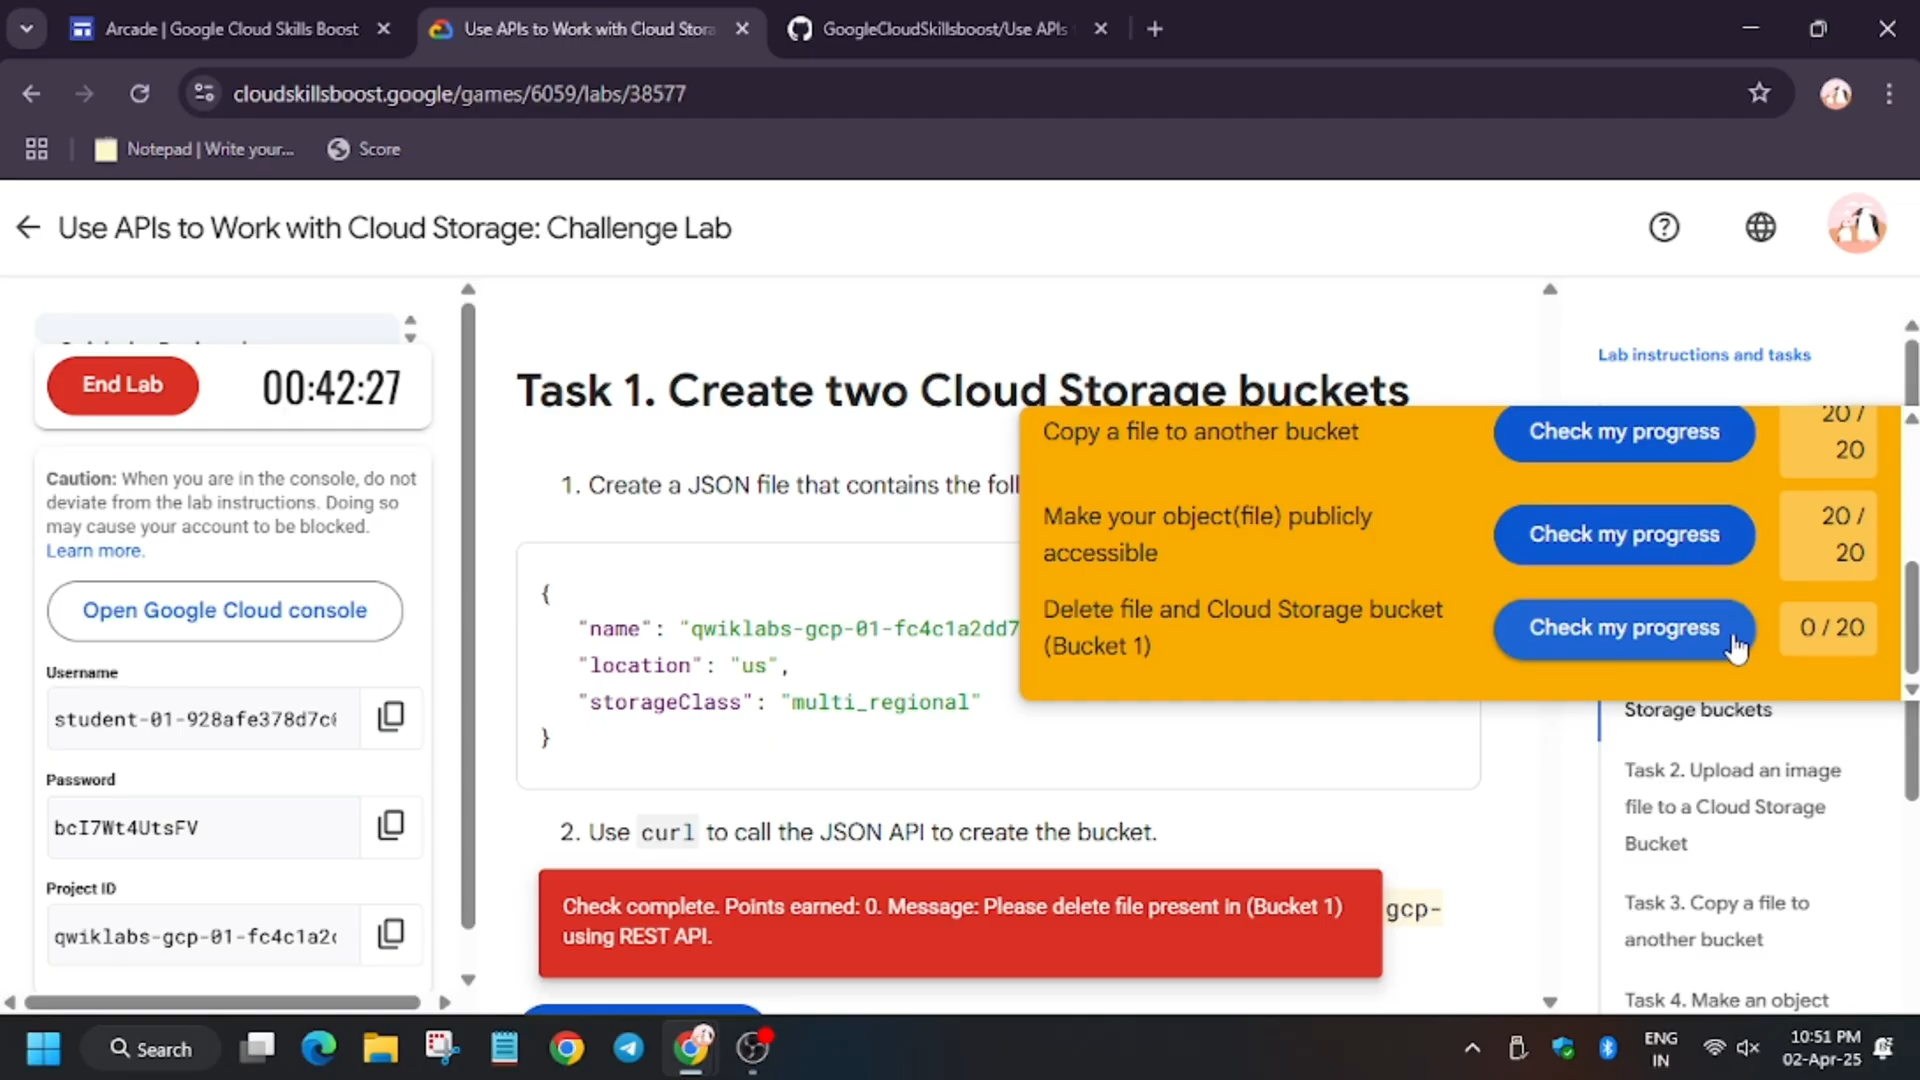 Arcade | Google Cloud Skills Boost
Use APIs to Work with Cloud Stora
GoogleCloudSkillsboost/Use APIs
cloudskillsboost.google/games/6059/labs/38577
Notepad | Write your...
Score
Use APIs to Work with Cloud Storage: Challenge Lab
End Lab
00:42:27
Caution: When you are in the console, do not
deviate from the lab instructions. Doing so
may cause your account to be blocked.
Learn more.
Open Google Cloud console
Username
student-01-928afe378d7c
Password
bcI7Wt4UtsFV
Project ID
qwiklabs-gcp-01-fc4c1a2
Task 1. Create two Cloud Storage buckets
1. Create a JSON file that contains the foll
{
"name": "qwiklabs-gcp-01-fc4c1a2dd7
"location": "us",
"storageClass": "multi_regional"
}
2. Use curl to call the JSON API to create the bucket.
gcp-
Check complete. Points earned: 0. Message: Please delete file present in (Bucket 1)
using REST API.
Copy a file to another bucket
Check my progress
20 /
20
Make your object(file) publicly
accessible
Check my progress
20 /
20
Delete file and Cloud Storage bucket
(Bucket 1)
Check my progress
0 / 20
Lab instructions and tasks
Storage buckets
Task 2. Upload an image
file to a Cloud Storage
Bucket
Task 3. Copy a file to
another bucket
Task 4. Make an object
Search
ENG
IN
10:51 PM
02-Apr-25